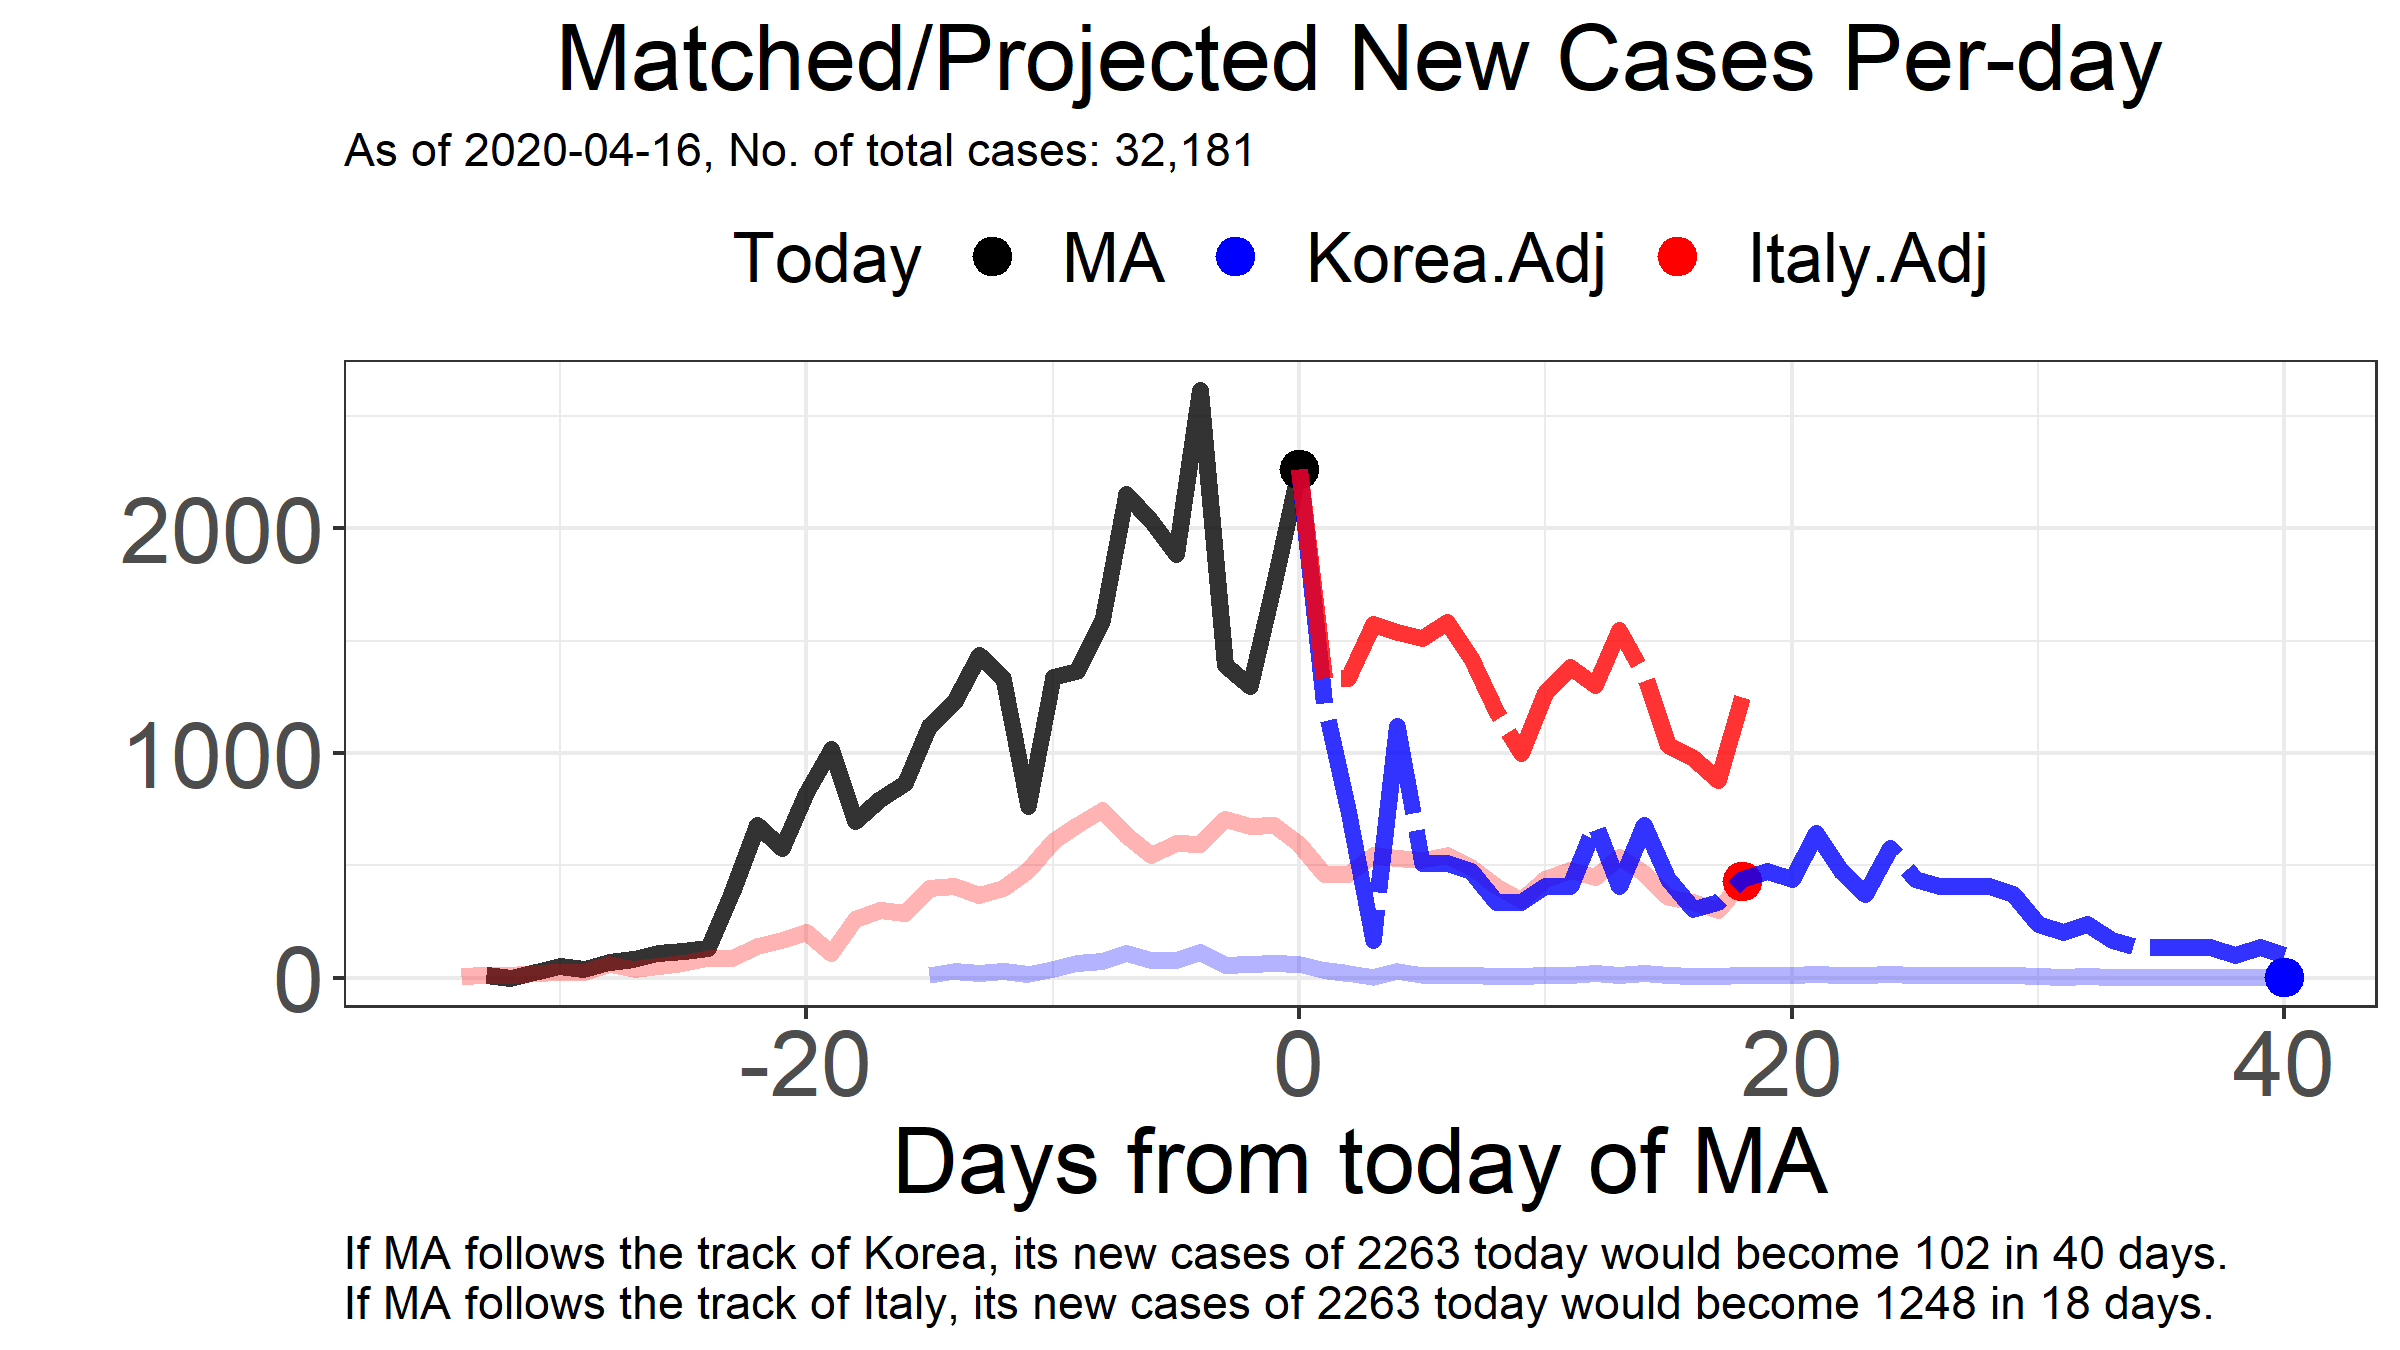 Matched/Projected New Cases Per-day
As of 2020-04-16, No. of total cases: 32,181
Today MA Korea.Adj Italy.Adj
2000
1000
0
-20 0 20 40
Days from today of MA
If MA follows the track of Korea, its new cases of 2263 today would become 102 in 40 days.
If MA follows the track of Italy, its new cases of 2263 today would become 1248 in 18 days.